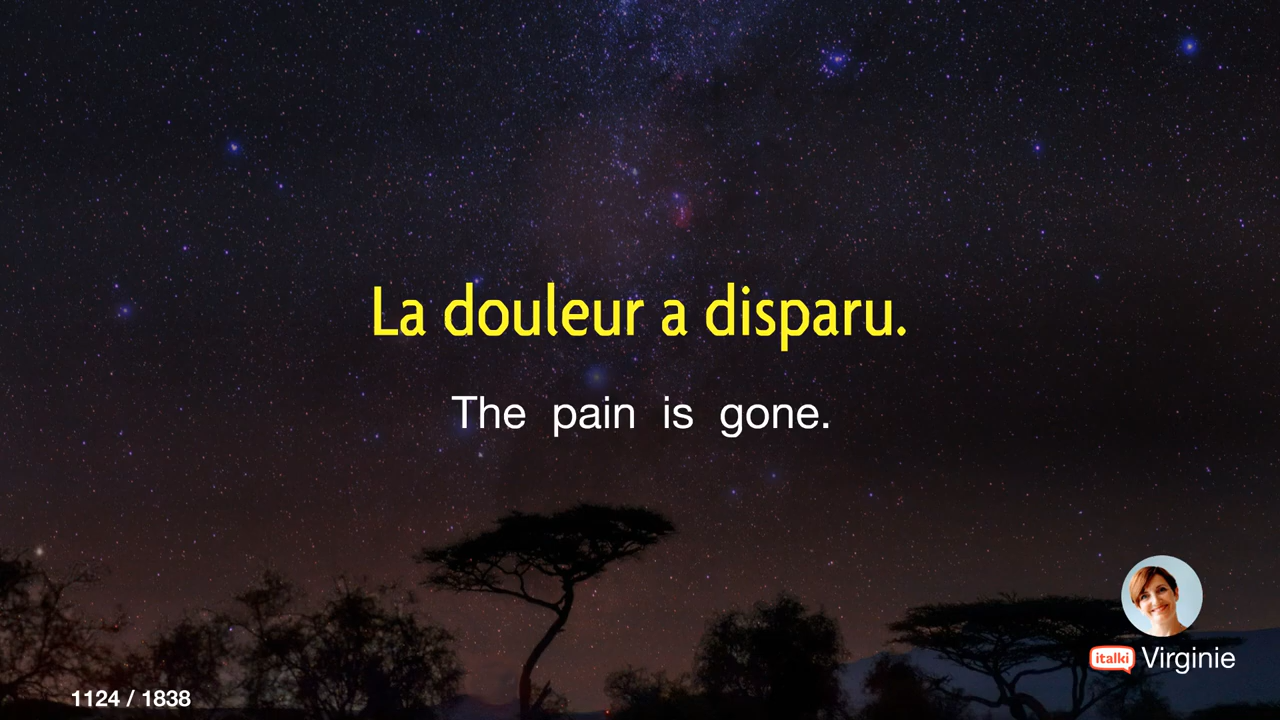 La douleur a disparu.
The pain is gone.
italki Virginie
1124 / 1838